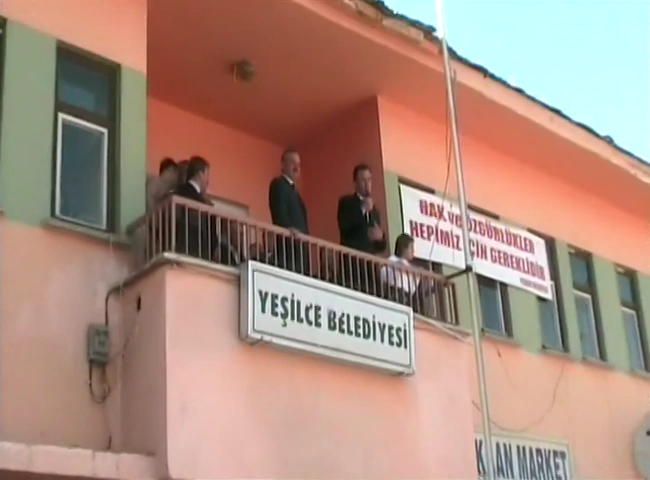 HAK ve ÖZGÜRLÜKLER
HEPİMİZ İÇİN GEREKLİDİR
YEŞİLCE BELEDİYESİ
AN MARKET